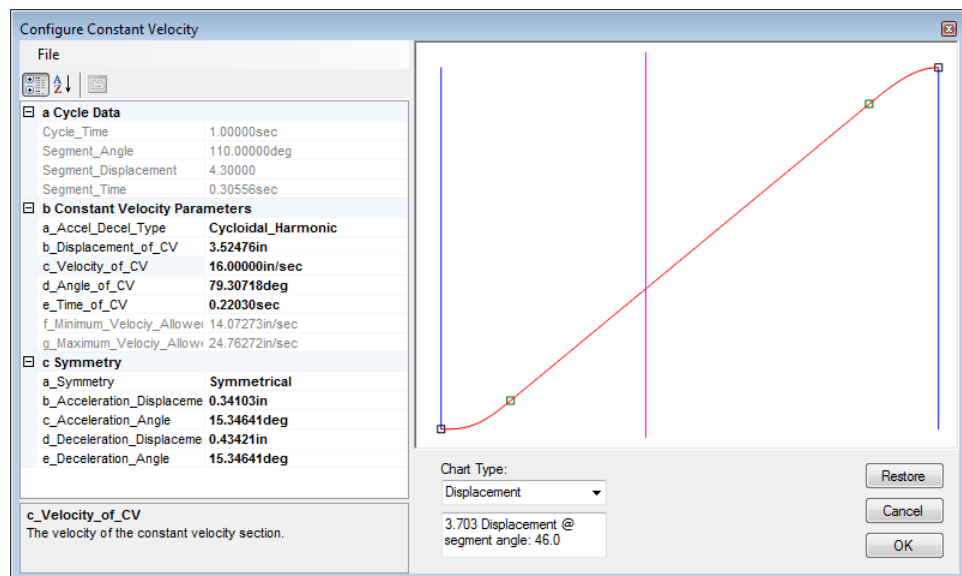 Configure Constant Velocity
File
a Cycle Data
Cycle_Time 1.00000sec
Segment_Angle 110.00000deg
Segment_Displacement 4.30000
Segment_Time 0.30556sec
b Constant Velocity Parameters
a_Accel_Decel_Type Cycloidal_Harmonic
b_Displacement_of_CV 3.52476in
c_Velocity_of_CV 16.00000in/sec
d_Angle_of_CV 79.30718deg
e_Time_of_CV 0.22030sec
f_Minimum_Velociy_Allowe 14.07273in/sec
g_Maximum_Velociy_Allow 24.76272in/sec
c Symmetry
a_Symmetry Symmetrical
b_Acceleration_Displaceme 0.34103in
c_Acceleration_Angle 15.34641deg
d_Deceleration_Displaceme 0.43421in
e_Deceleration_Angle 15.34641deg
c_Velocity_of_CV
The velocity of the constant velocity section.
Chart Type:
Displacement
3.703 Displacement @
segment angle: 46.0
Restore
Cancel
OK